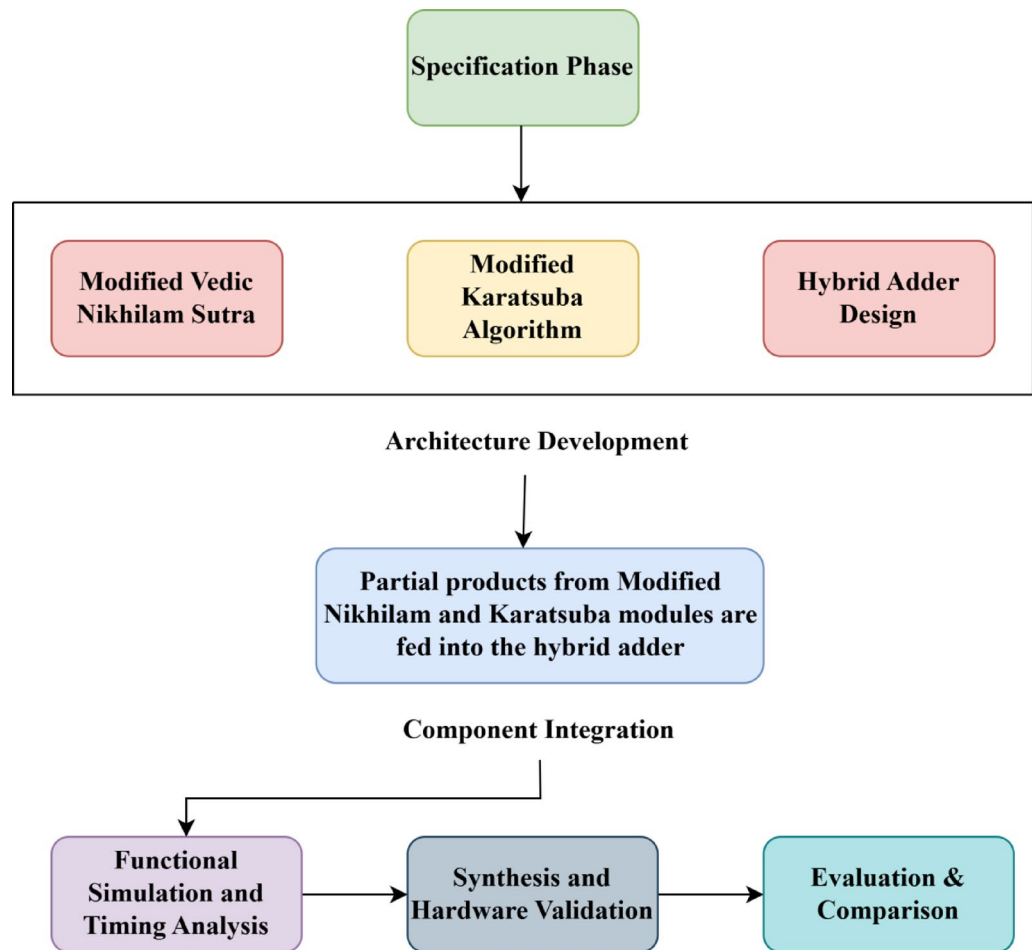 Specification Phase
Modified Vedic
Nikhilam Sutra
Modified
Karatsuba
Algorithm
Hybrid Adder
Design
Architecture Development
Partial products from Modified
Nikhilam and Karatsuba modules are
fed into the hybrid adder
Component Integration
Functional
Simulation and
Timing Analysis
Synthesis and
Hardware Validation
Evaluation &
Comparison